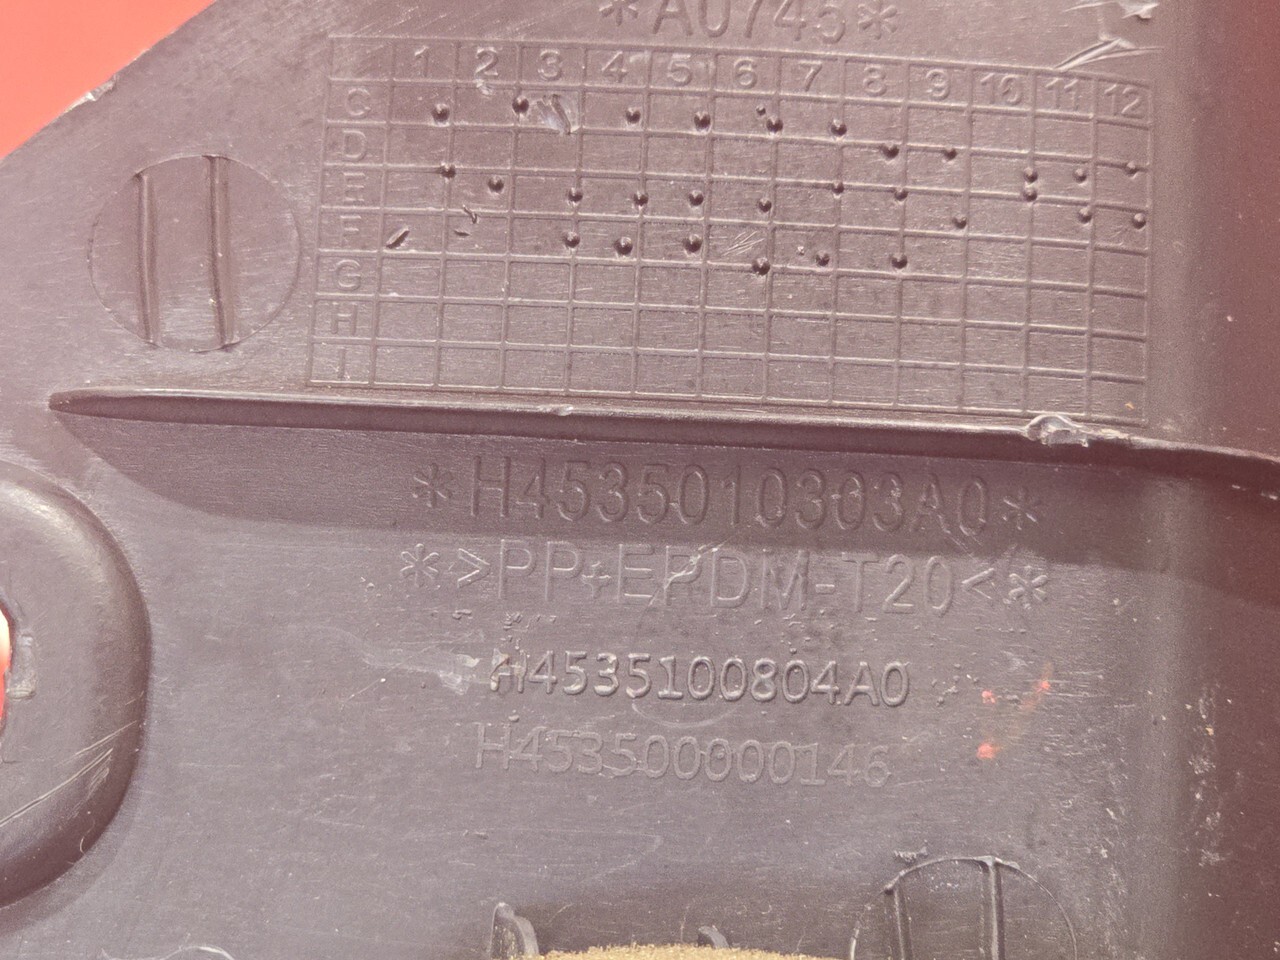 *A0745*
1 2 3 4 5 6 7 8 9 10 11 12
C
D
E
F
G
H
I
*H4535010303A0*
*>PP+EPDM-T20<*
H4535100804A0
H453500000146